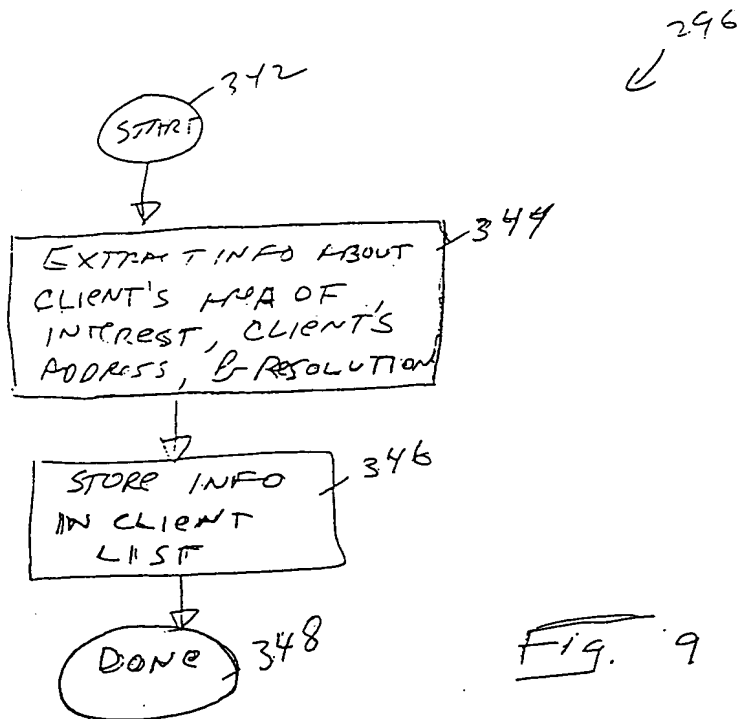 296
342
START
344
EXTRACT INFO ABOUT
CLIENT'S AREA OF
INTEREST, CLIENT'S
ADDRESS, & RESOLUTION
346
STORE INFO
IN CLIENT
LIST
DONE
348
Fig. 9